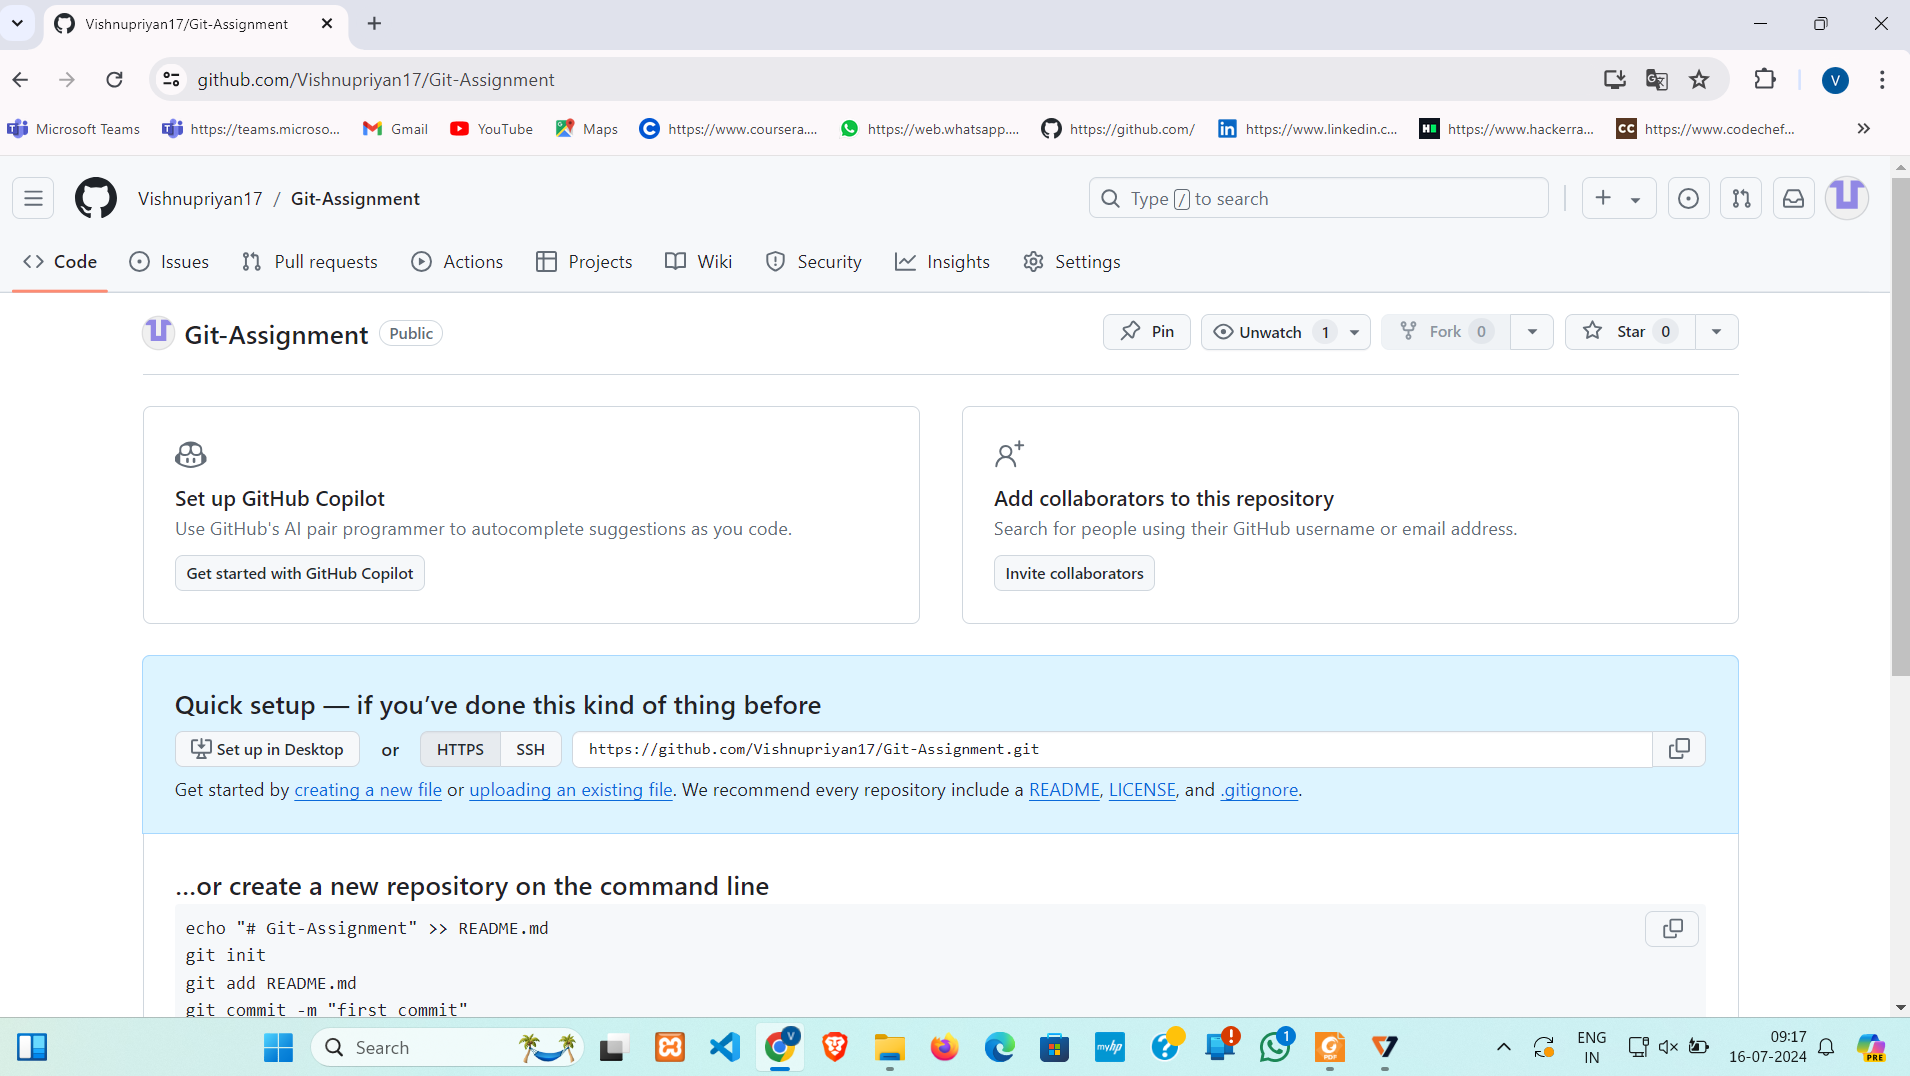 Vishnupriyan17/Git-Assignment
github.com/Vishnupriyan17/Git-Assignment
V
Microsoft Teams https://teams.microso... Gmail YouTube Maps https://www.coursera.... https://web.whatsapp.... https://github.com/ https://www.linkedin.c... https://www.hackerra... https://www.codechef...
Vishnupriyan17 / Git-Assignment
Type / to search
Code Issues Pull requests Actions Projects Wiki Security Insights Settings
Git-Assignment Public
Pin Unwatch 1 Fork 0 Star 0
Set up GitHub Copilot
Use GitHub's AI pair programmer to autocomplete suggestions as you code.
Get started with GitHub Copilot
Add collaborators to this repository
Search for people using their GitHub username or email address.
Invite collaborators
Quick setup — if you’ve done this kind of thing before
Set up in Desktop or HTTPS SSH https://github.com/Vishnupriyan17/Git-Assignment.git
Get started by creating a new file or uploading an existing file. We recommend every repository include a README, LICENSE, and .gitignore.
…or create a new repository on the command line
echo "# Git-Assignment" >> README.md
git init
git add README.md
git commit -m "first commit"
Search
V
myhp
1
PDF
ENG
IN
09:17
16-07-2024
PRE